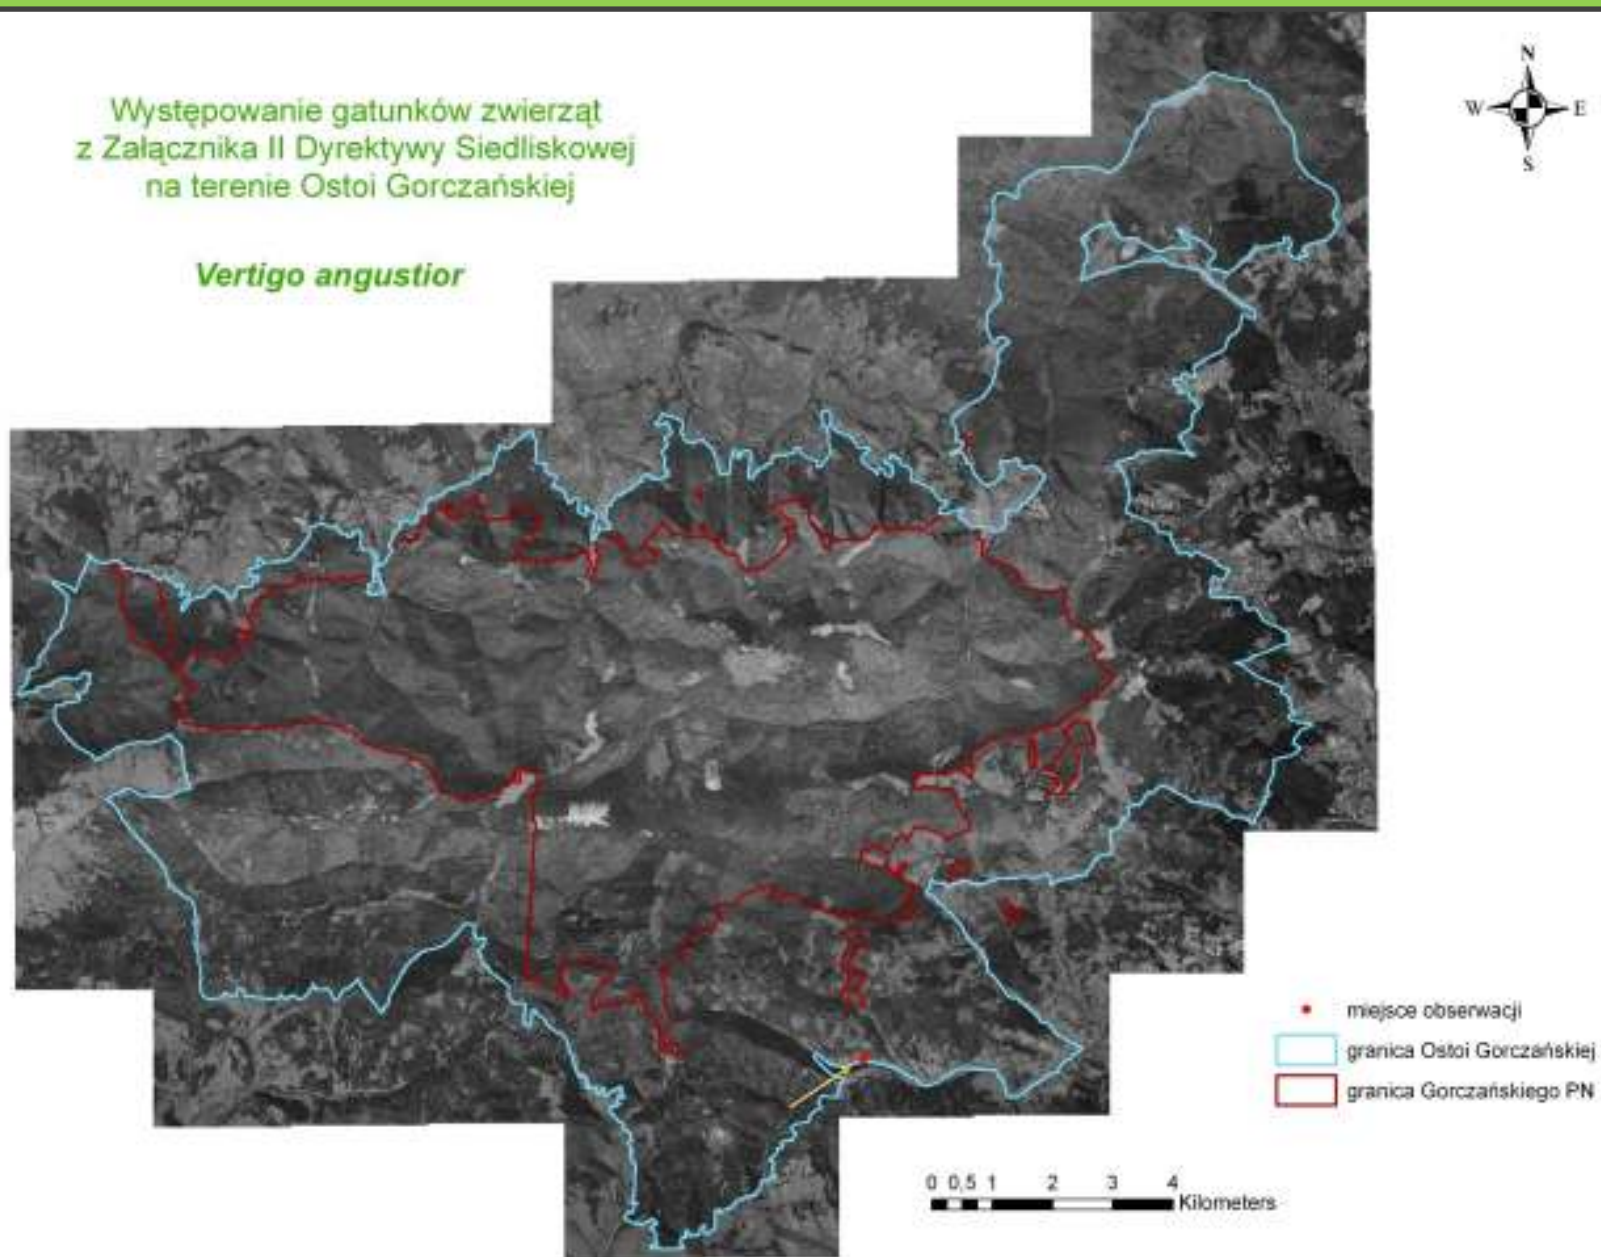 Występowanie gatunków zwierząt
z Załącznika II Dyrektywy Siedliskowej
na terenie Ostoi Gorczańskiej
Vertigo angustior
N
W E
S
miejsce obserwacji
granica Ostoi Gorczańskiej
granica Gorczańskiego PN
0 0,5 1 2 3 4
Kilometers